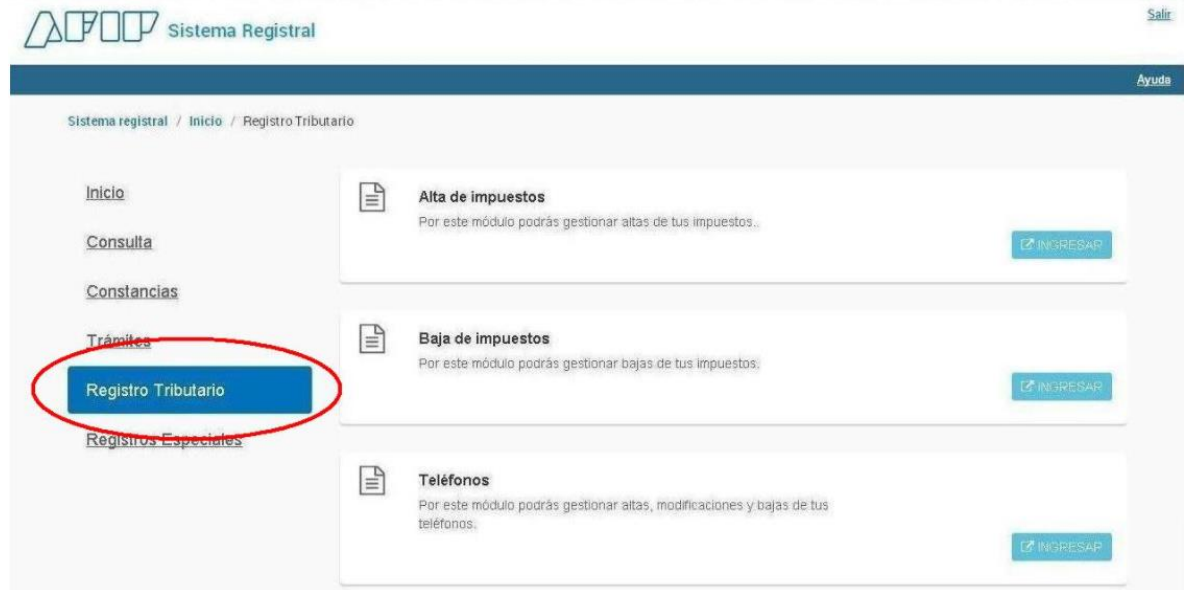 AFIP Sistema Registral
Salir
Ayuda
Sistema registral / Inicio / Registro Tributario
Inicio
Consulta
Constancias
Trámites
Registro Tributario
Registros Especiales
Alta de impuestos
Por este módulo podrás gestionar altas de tus impuestos..
INGRESAR
Baja de impuestos
Por este módulo podrás gestionar bajas de tus impuestos.
INGRESAR
Teléfonos
Por este módulo podrás gestionar altas, modificaciones y bajas de tus
teléfonos.
INGRESAR